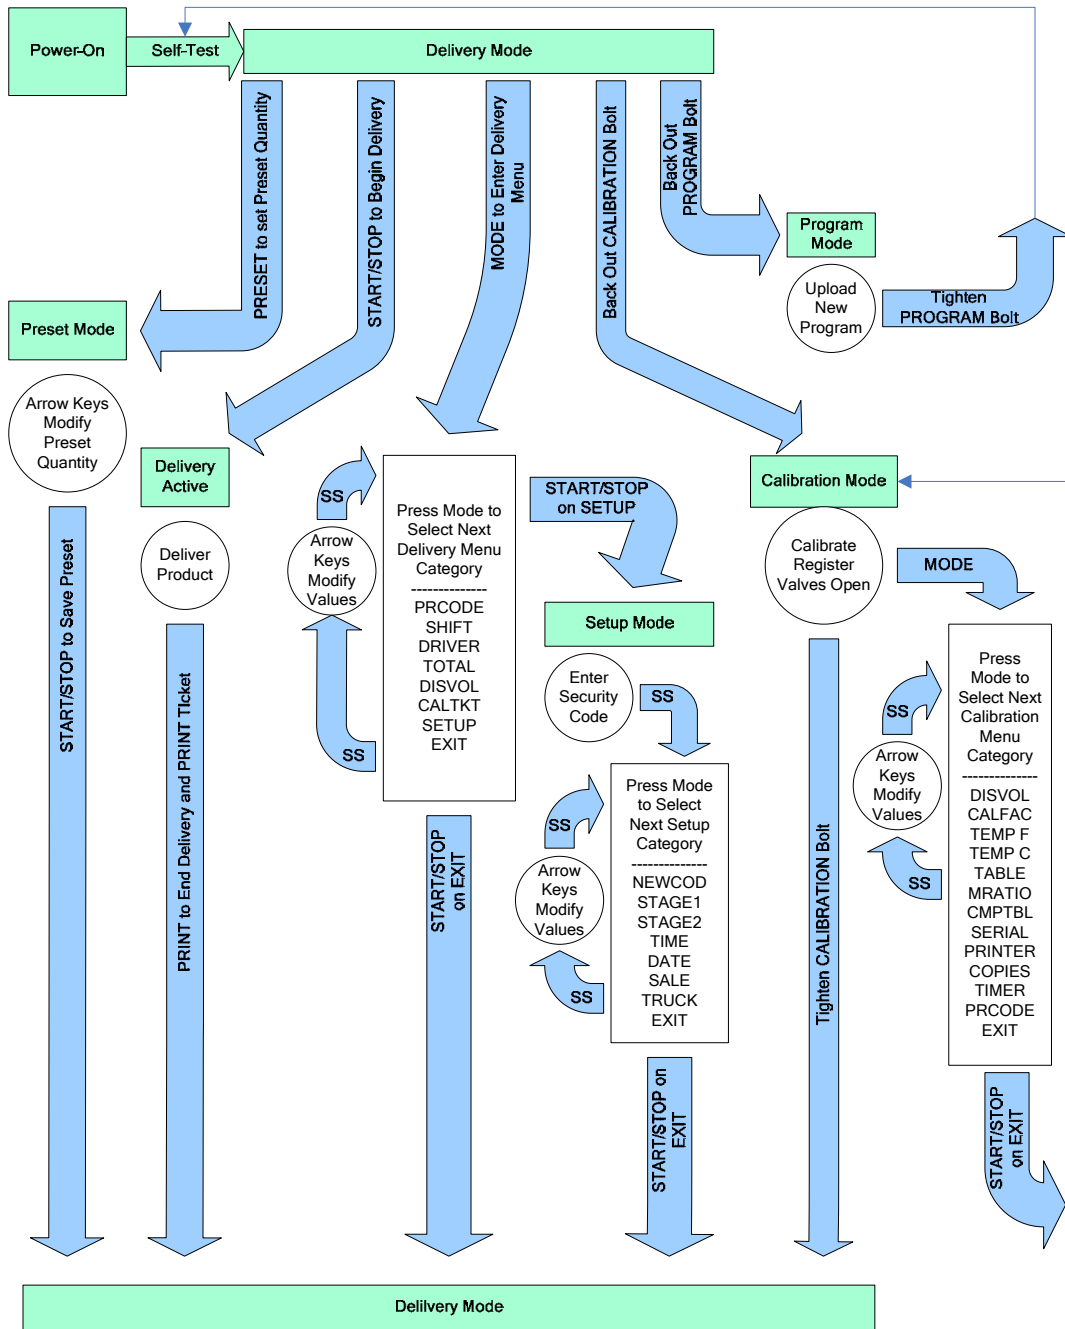 Power-On
Self-Test
Delivery Mode
PRESET to set Preset Quantity
START/STOP to Begin Delivery
MODE to Enter Delivery
Menu
Back Out CALIBRATION Bolt
Back Out
PROGRAM Bolt
Program
Mode
Upload
New
Program
Tighten
PROGRAM Bolt
Preset Mode
Arrow Keys
Modify
Preset
Quantity
START/STOP to Save Preset
Delivery
Active
Deliver
Product
PRINT to End Delivery and PRINT TIcket
SS
Arrow
Keys
Modify
Values
SS
Press Mode to
Select Next
Delivery Menu
Category
--------------
PRCODE
SHIFT
DRIVER
TOTAL
DISVOL
CALTKT
SETUP
EXIT
START/STOP
on EXIT
START/STOP
on SETUP
Setup Mode
Enter
Security
Code
SS
SS
Arrow
Keys
Modify
Values
SS
Press Mode
to Select
Next Setup
Category
--------------
NEWCOD
STAGE1
STAGE2
TIME
DATE
SALE
TRUCK
EXIT
START/STOP on
EXIT
Calibration Mode
Calibrate
Register
Valves Open
Tighten CALIBRATION Bolt
MODE
SS
Arrow
Keys
Modify
Values
SS
Press
Mode to
Select Next
Calibration
Menu
Category
--------------
DISVOL
CALFAC
TEMP F
TEMP C
TABLE
MRATIO
CMPTBL
SERIAL
PRINTER
COPIES
TIMER
PRCODE
EXIT
START/STOP
on EXIT
Delilvery Mode